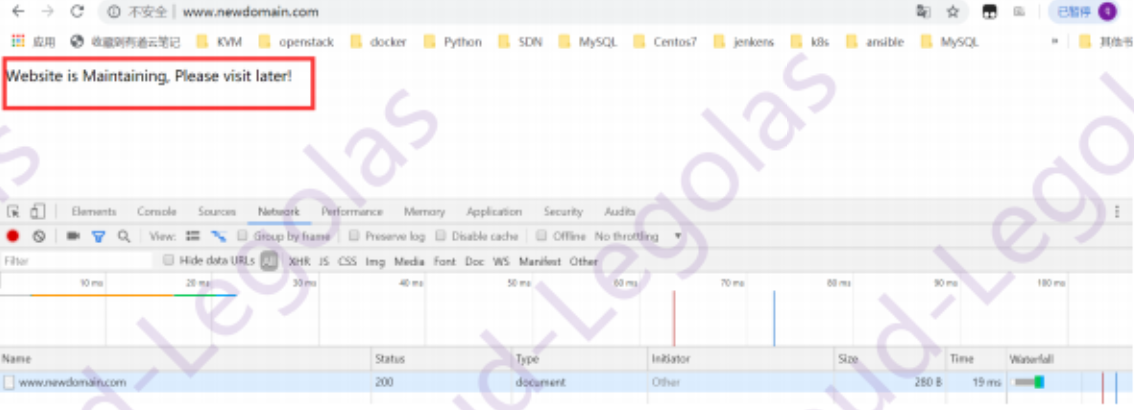 不安全 | www.newdomain.com 已暂停
应用 收藏到有道云笔记 KVM openstack docker Python SDN MySQL Centos7 jenkens k8s ansible MySQL » 其他书
Website is Maintaining, Please visit later!
Elements Console Sources Network Performance Memory Application Security Audits
View: Group by frame Preserve log Disable cache Offline No throttling
Filter Hide data URLs All XHR JS CSS Img Media Font Doc WS Manifest Other
10 ms 20 ms 30 ms 40 ms 50 ms 60 ms 70 ms 80 ms 90 ms 100 ms
Name Status Type Initiator Size Time Waterfall
www.newdomain.com 200 document Other 280 B 19 ms
ud-Legolas